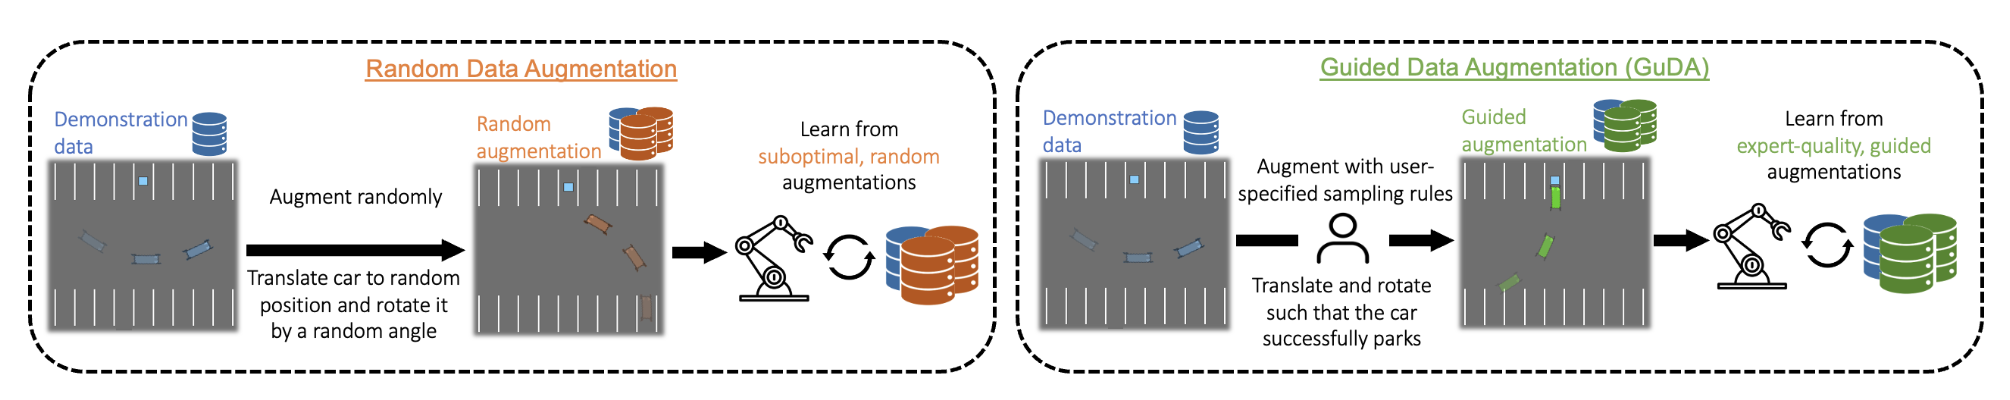 Random Data Augmentation
Demonstration
data
Augment randomly
Translate car to random
position and rotate it
by a random angle
Random
augmentation
Learn from
suboptimal, random
augmentations
Guided Data Augmentation (GuDA)
Demonstration
data
Augment with user-
specified sampling rules
Translate and rotate
such that the car
successfully parks
Guided
augmentation
Learn from
expert-quality, guided
augmentations